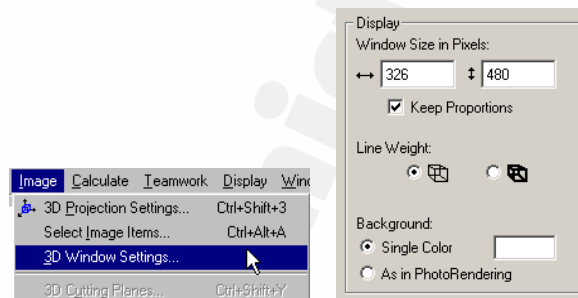 Image Calculate Teamwork Display
3D Projection Settings... Ctrl+Shift+3
Select Image Items... Ctrl+Alt+A
3D Window Settings...
3D Cutting Planes... Ctrl+Shift+Y
Display
Window Size in Pixels:
326 480
Keep Proportions
Line Weight:
Background:
Single Color
As in PhotoRendering